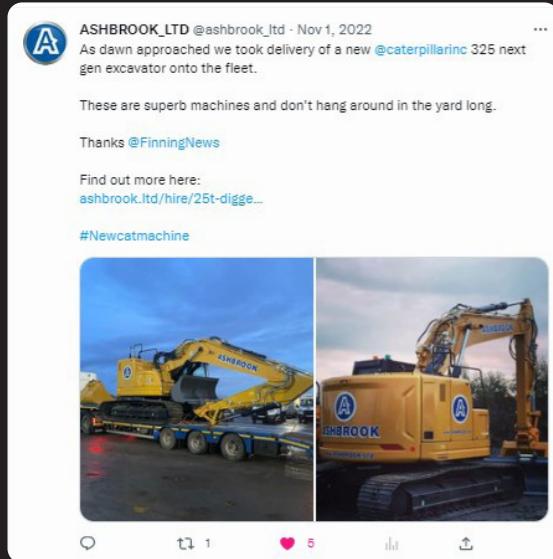 ASHBROOK_LTD @ashbrook_ltd · Nov 1, 2022
As dawn approached we took delivery of a new @caterpillarinc 325 next
gen excavator onto the fleet.
These are superb machines and don't hang around in the yard long.
Thanks @FinningNews
Find out more here:
ashbrook.ltd/hire/25t-digge...
#Newcatmachine
ASHBROOK
ASHBROOK
A
A
A
ASHBROOK
1
5